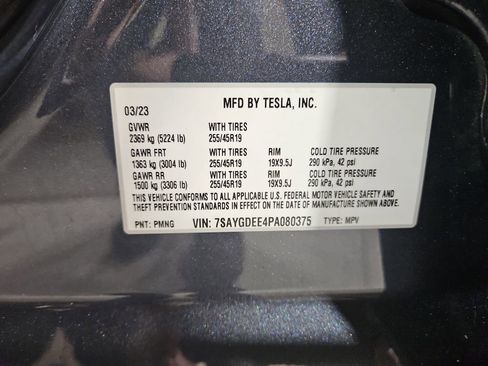 MFD BY TESLA, INC.
03/23
GVWR WITH TIRES
2369 kg (5224 lb) 255/45R19
GAWR FRT WITH TIRES RIM COLD TIRE PRESSURE
1363 kg (3004 lb) 255/45R19 19X9.5J 290 kPa, 42 psi
GAWR RR WITH TIRES RIM COLD TIRE PRESSURE
1500 kg (3306 lb) 255/45R19 19X9.5J 290 kPa, 42 psi
THIS VEHICLE CONFORMS TO ALL APPLICABLE U.S. FEDERAL MOTOR VEHICLE SAFETY AND
THEFT PREVENTION STANDARDS IN EFFECT ON THE DATE OF MANUFACTURE SHOWN ABOVE.
PNT: PMNG VIN: 7SAYGDEE4PA080375 TYPE: MPV